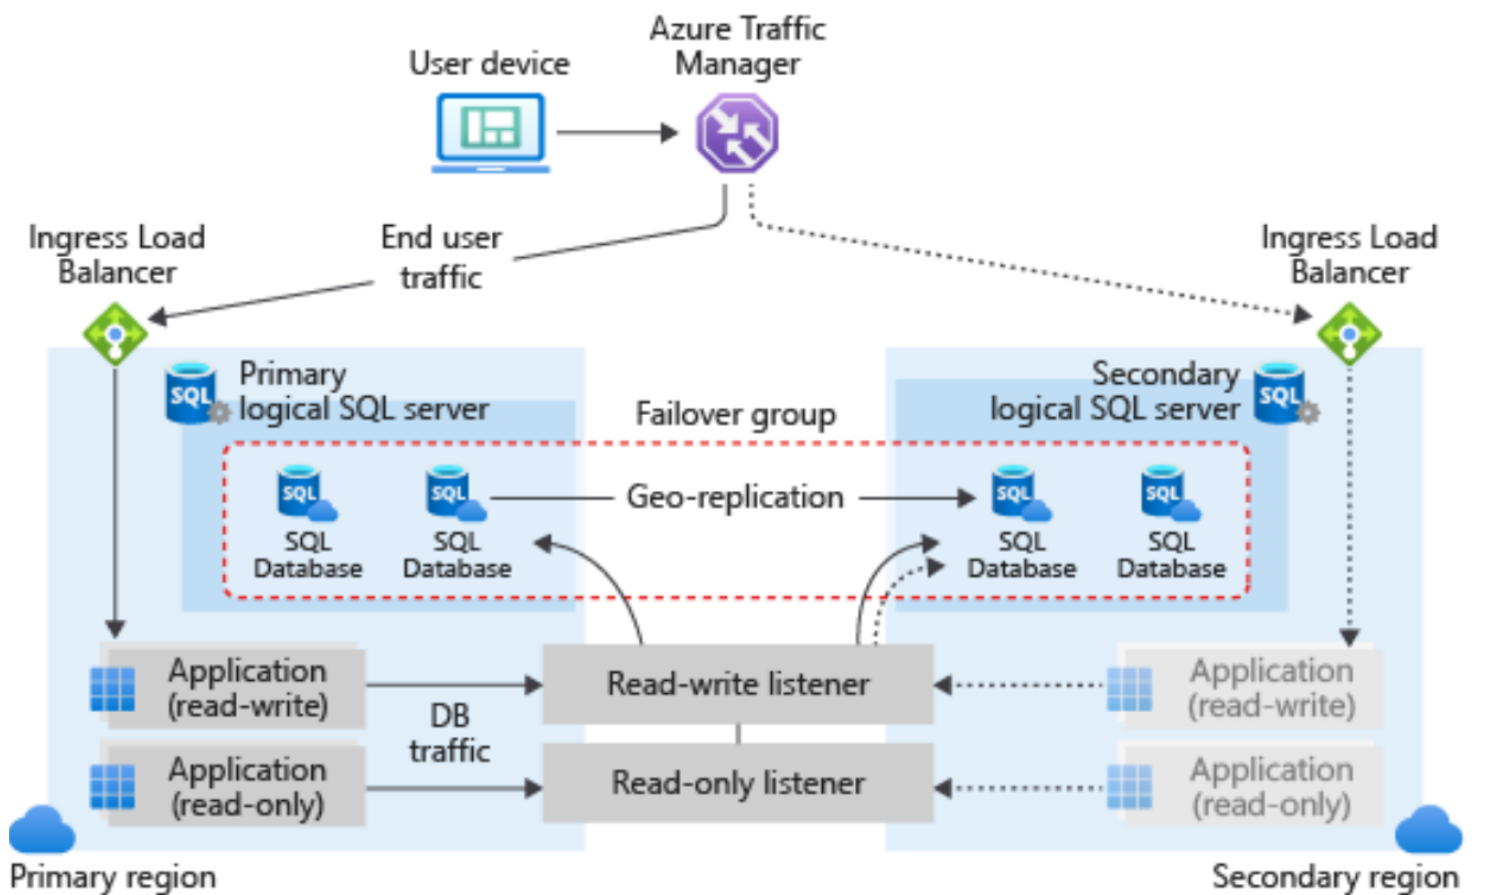 Azure Traffic
Manager
User device
Ingress Load
Balancer
End user
traffic
Ingress Load
Balancer
SQL
Primary
logical SQL server
Secondary
logical SQL server
SQL
Failover group
SQL
SQL
Geo-replication
SQL
SQL
SQL
Database
SQL
Database
SQL
Database
SQL
Database
Application
(read-write)
DB
traffic
Read-write listener
Application
(read-write)
Application
(read-only)
Read-only listener
Application
(read-only)
Primary region
Secondary region